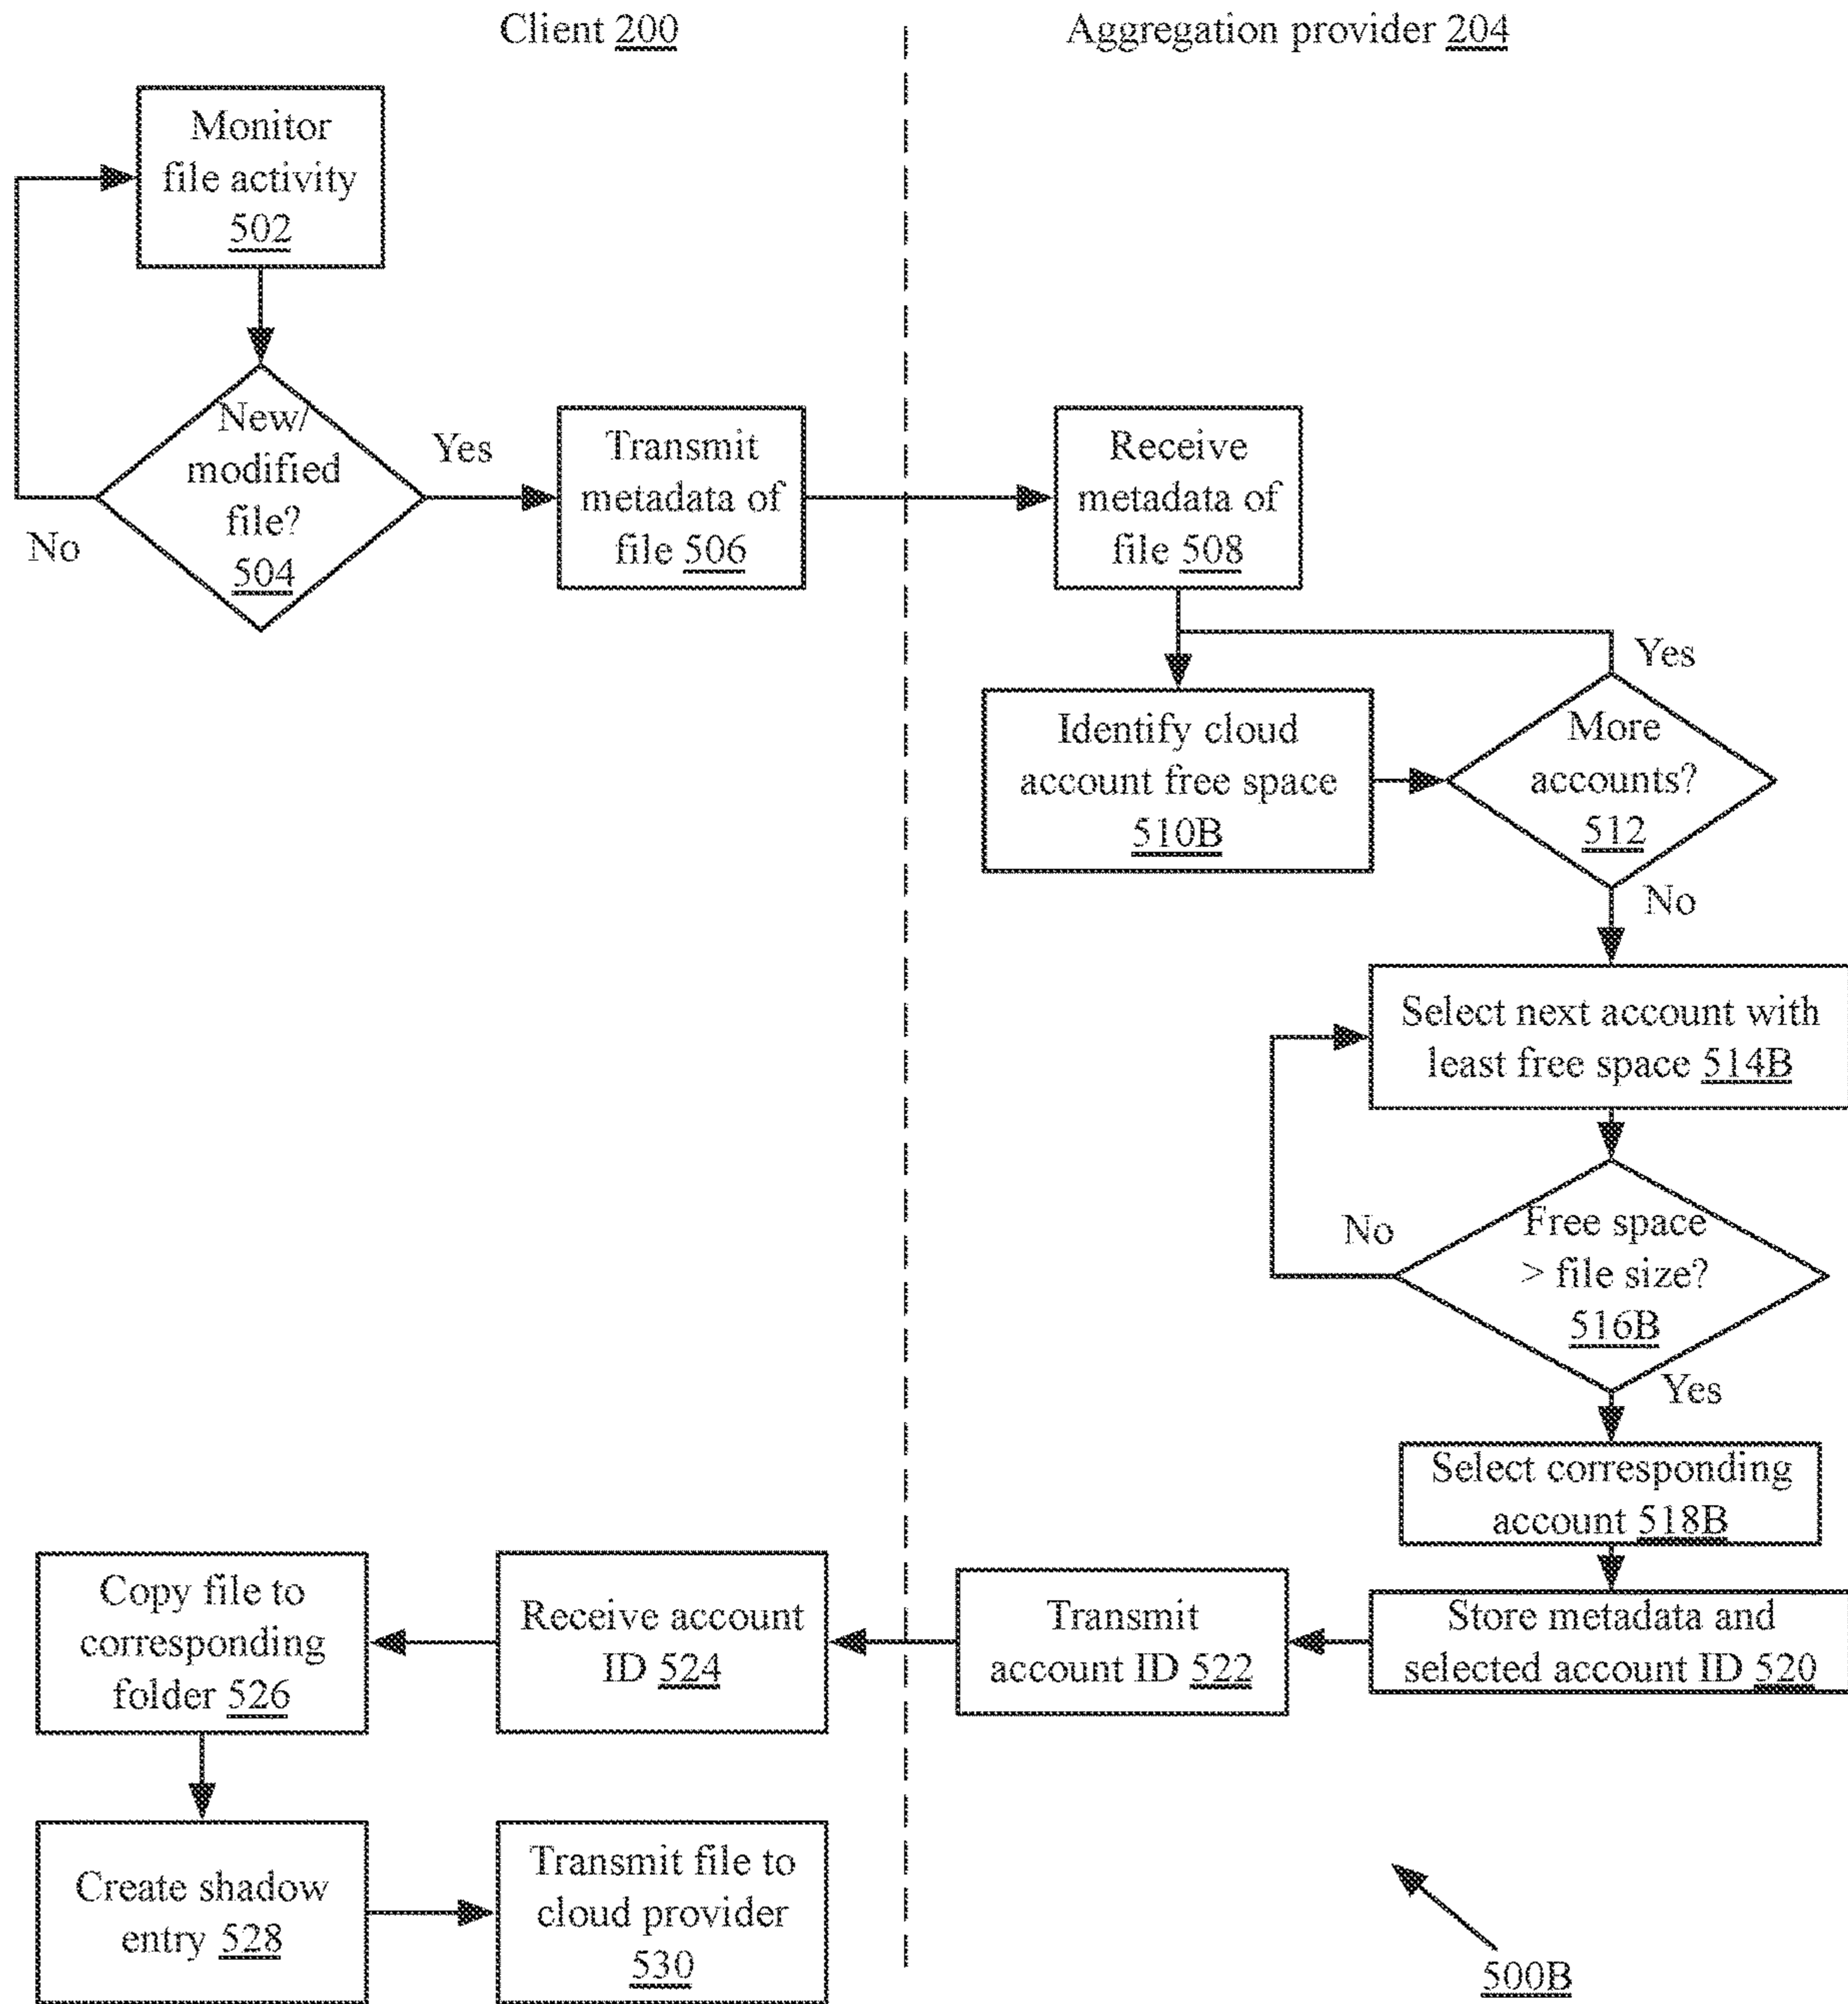 Client 200
Aggregation provider 204
Monitor
file activity
502
New/
modified
file?
504
Yes
No
Transmit
metadata of
file 506
Receive
metadata of
file 508
Identify cloud
account free space
510B
More
accounts?
512
Yes
No
Select next account with
least free space 514B
Free space
> file size?
516B
No
Yes
Select corresponding
account 518B
Store metadata and
selected account ID 520
Transmit
account ID 522
Receive account
ID 524
Copy file to
corresponding
folder 526
Create shadow
entry 528
Transmit file to
cloud provider
530
500B